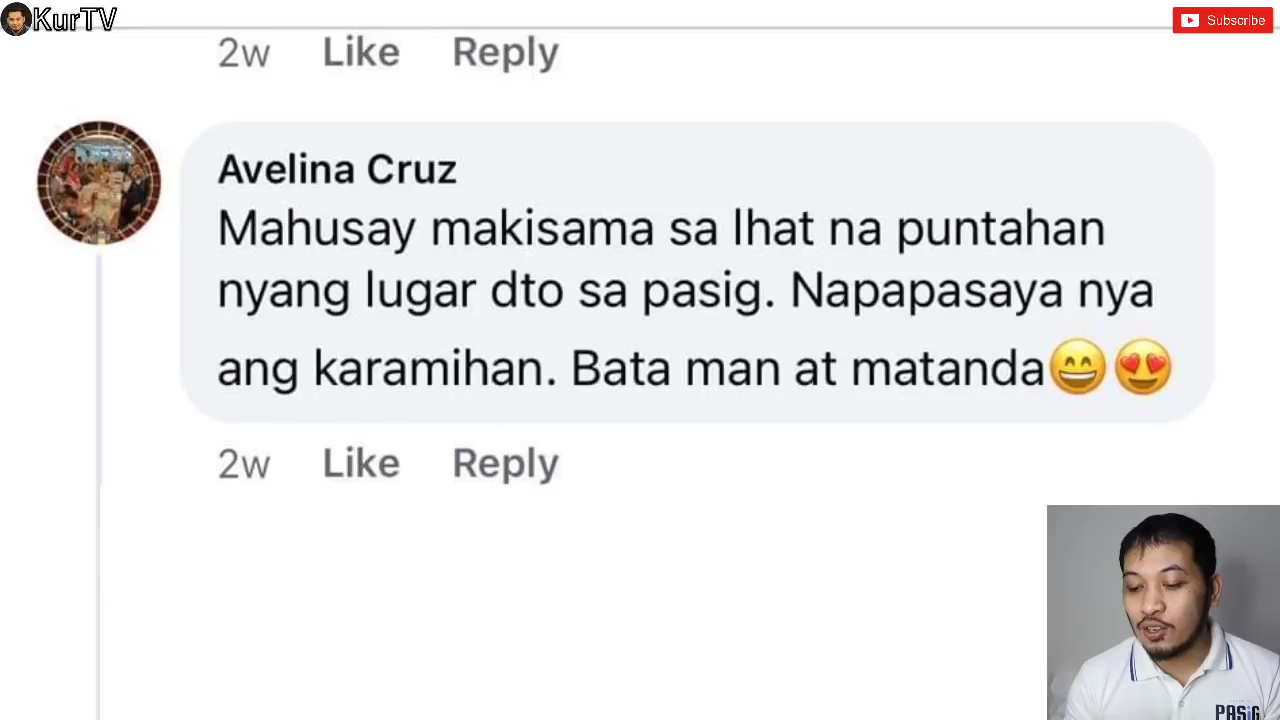 KurTV
Subscribe
2w Like Reply
Avelina Cruz
Mahusay makisama sa lhat na puntahan
nyang lugar dto sa pasig. Napapasaya nya
ang karamihan. Bata man at matanda😄😍
2w Like Reply
PASiG